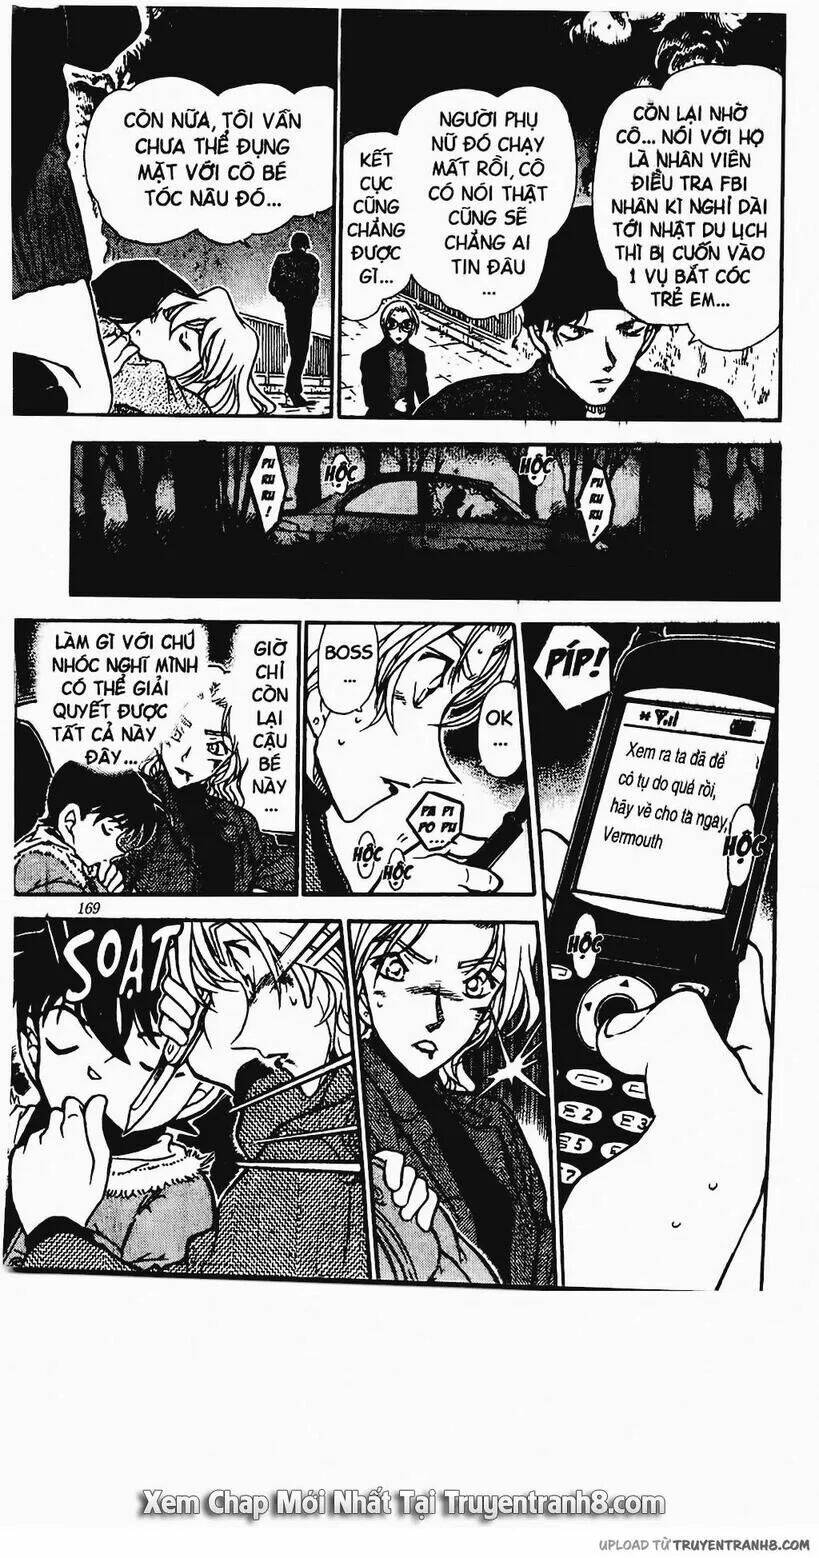 CÒN LẠI NHỜ
CÔ... NÓI VỚI HỌ
LÀ NHÂN VIÊN
ĐIỀU TRA FBI
NHÂN KÌ NGHỈ DÀI
TỚI NHẬT DU LỊCH
THÌ BỊ CUỐN VÀO
1 VỤ BẮT CÓC
TRẺ EM...
NGƯỜI PHỤ
NỮ ĐÓ CHẠY
MẤT RỒI, CÔ
CÓ NÓI THẬT
CŨNG SẼ
CHẲNG AI
TIN ĐÂU
...
KẾT
CỤC
CŨNG
CHẲNG
ĐƯỢC
GÌ...
CÒN NỮA, TÔI VẪN
CHƯA THỂ ĐỤNG
MẶT VỚI CÔ BÉ
TÓC NÂU ĐÓ...
PU
RU
RU
!
HỘC
HỘC
PU
RU
RU
!
PÍP!
Xem ra ta đã để
cô tự do quá rồi,
hãy về cho ta ngay,
Vermouth
HỘC
HỘC
BOSS
...
OK
...
PA PI
PO PU
...
HỘC
HỘC
GIỜ
CHỈ
CÒN
LẠI
CẬU
BÉ
NÀY
...
LÀM GÌ VỚI CHÚ
NHÓC NGHĨ MÌNH
CÓ THỂ GIẢI
QUYẾT ĐƯỢC
TẤT CẢ NÀY
ĐÂY...
169
SOẠT
Xem Chap Mới Nhất Tại Truyentranh8.com
UPLOAD TỪ TRUYENTRANH8.COM